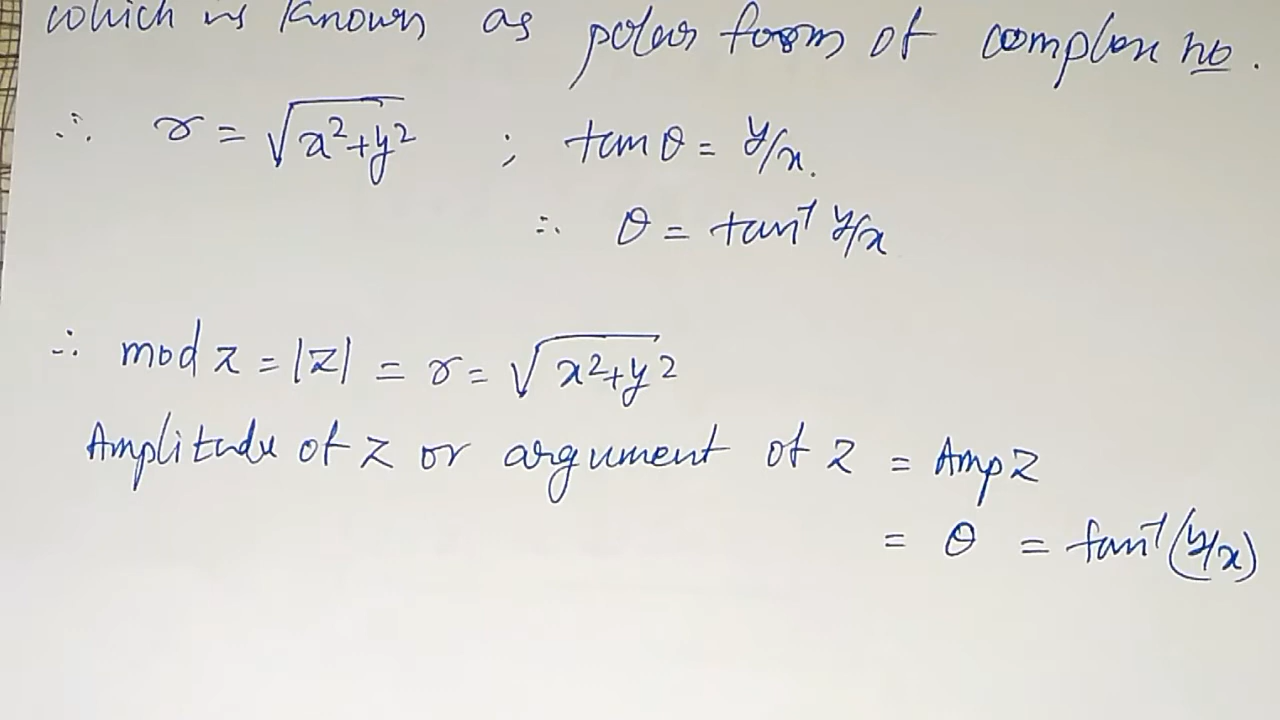 which is known as polar form of complex no.
∴ r = √x²+y² ; tan θ = y/x.
∴ θ = tan⁻¹ y/x
∴ mod z = |z| = r = √x²+y²
Amplitude of z or argument of z = Amp z
= θ = tan⁻¹(y/x)